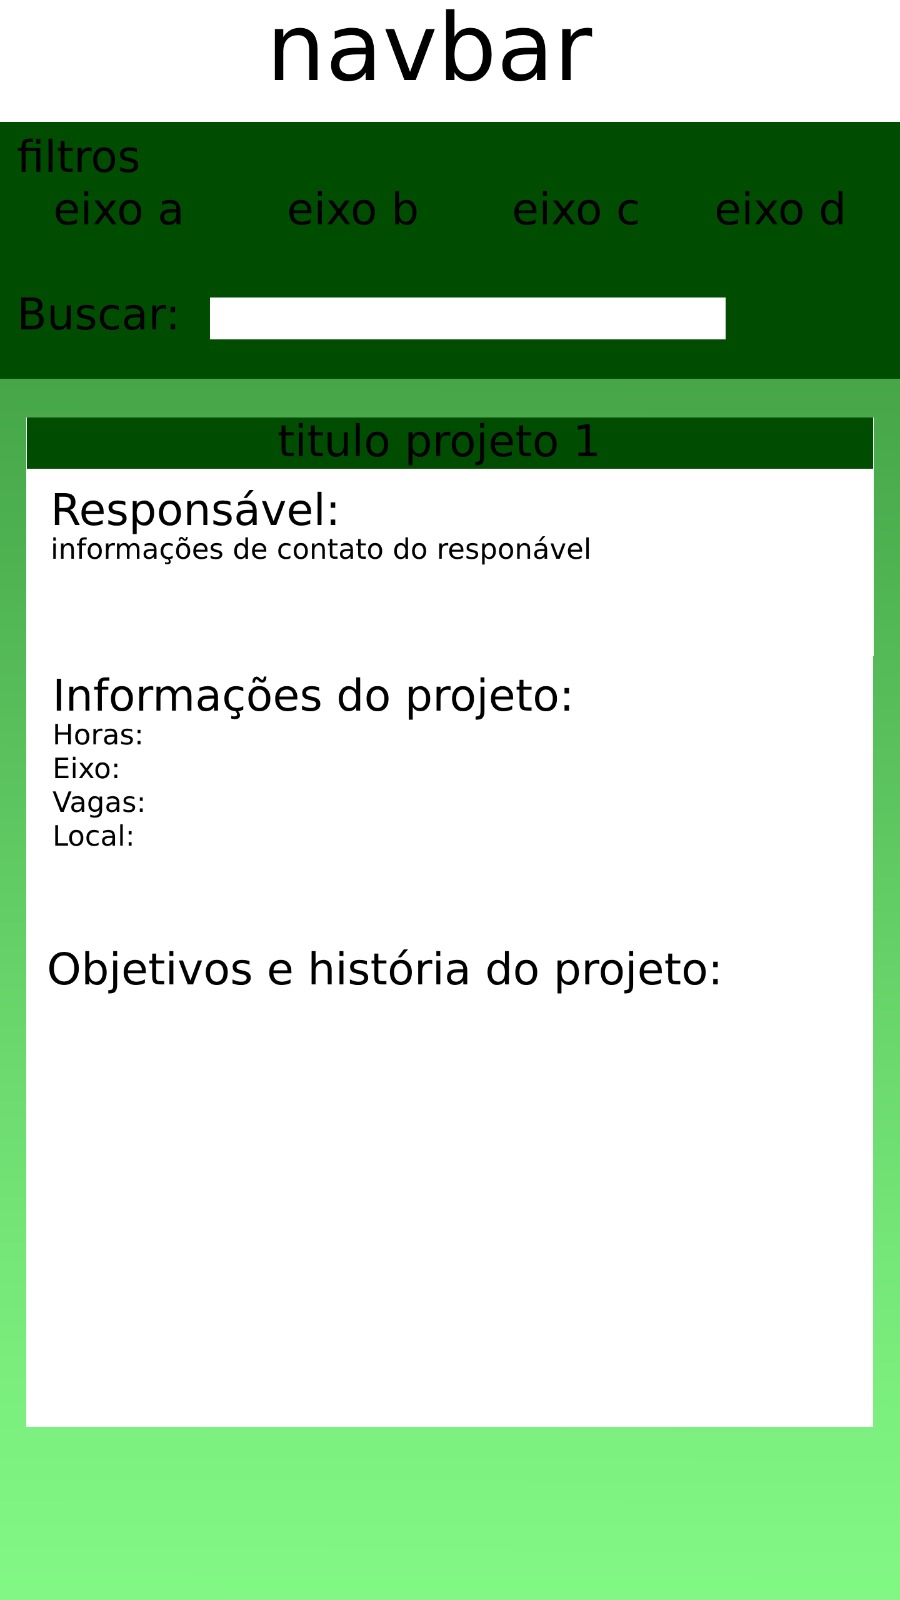 navbar
filtros
eixo a eixo b eixo c eixo d
Buscar:
titulo projeto 1
Responsável:
informações de contato do responável
Informações do projeto:
Horas:
Eixo:
Vagas:
Local:
Objetivos e história do projeto: